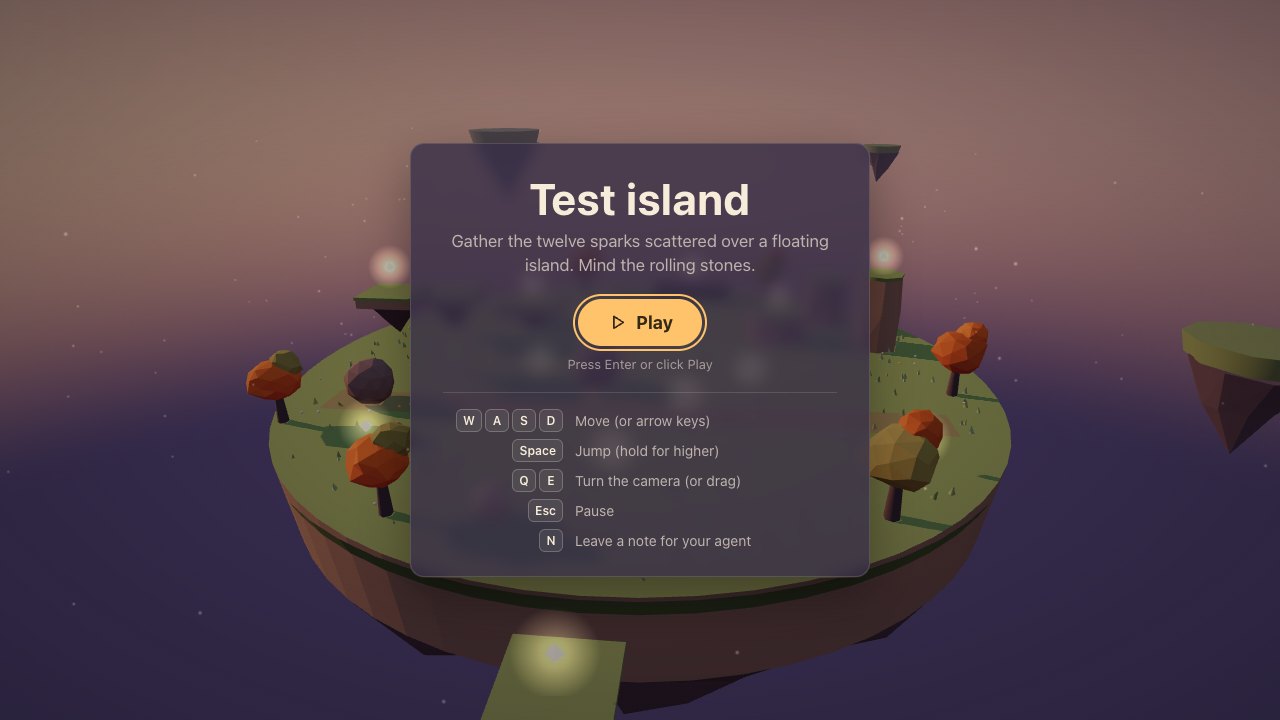 Test island
Gather the twelve sparks scattered over a floating
island. Mind the rolling stones.
Play
Press Enter or click Play
W A S D Move (or arrow keys)
Space Jump (hold for higher)
Q E Turn the camera (or drag)
Esc Pause
N Leave a note for your agent